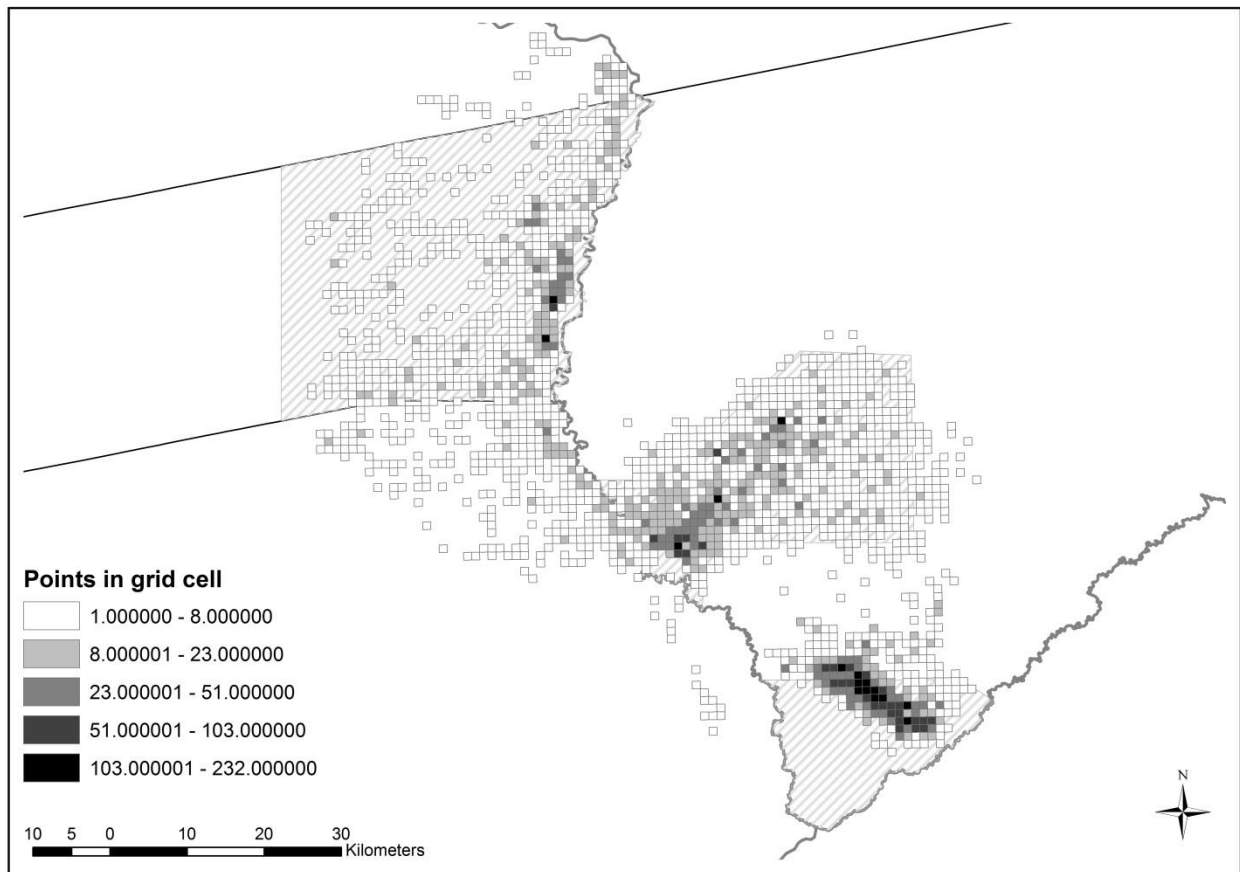 Points in grid cell
1.000000 - 8.000000
8.000001 - 23.000000
23.000001 - 51.000000
51.000001 - 103.000000
103.000001 - 232.000000
10 5 0 10 20 30
Kilometers
N